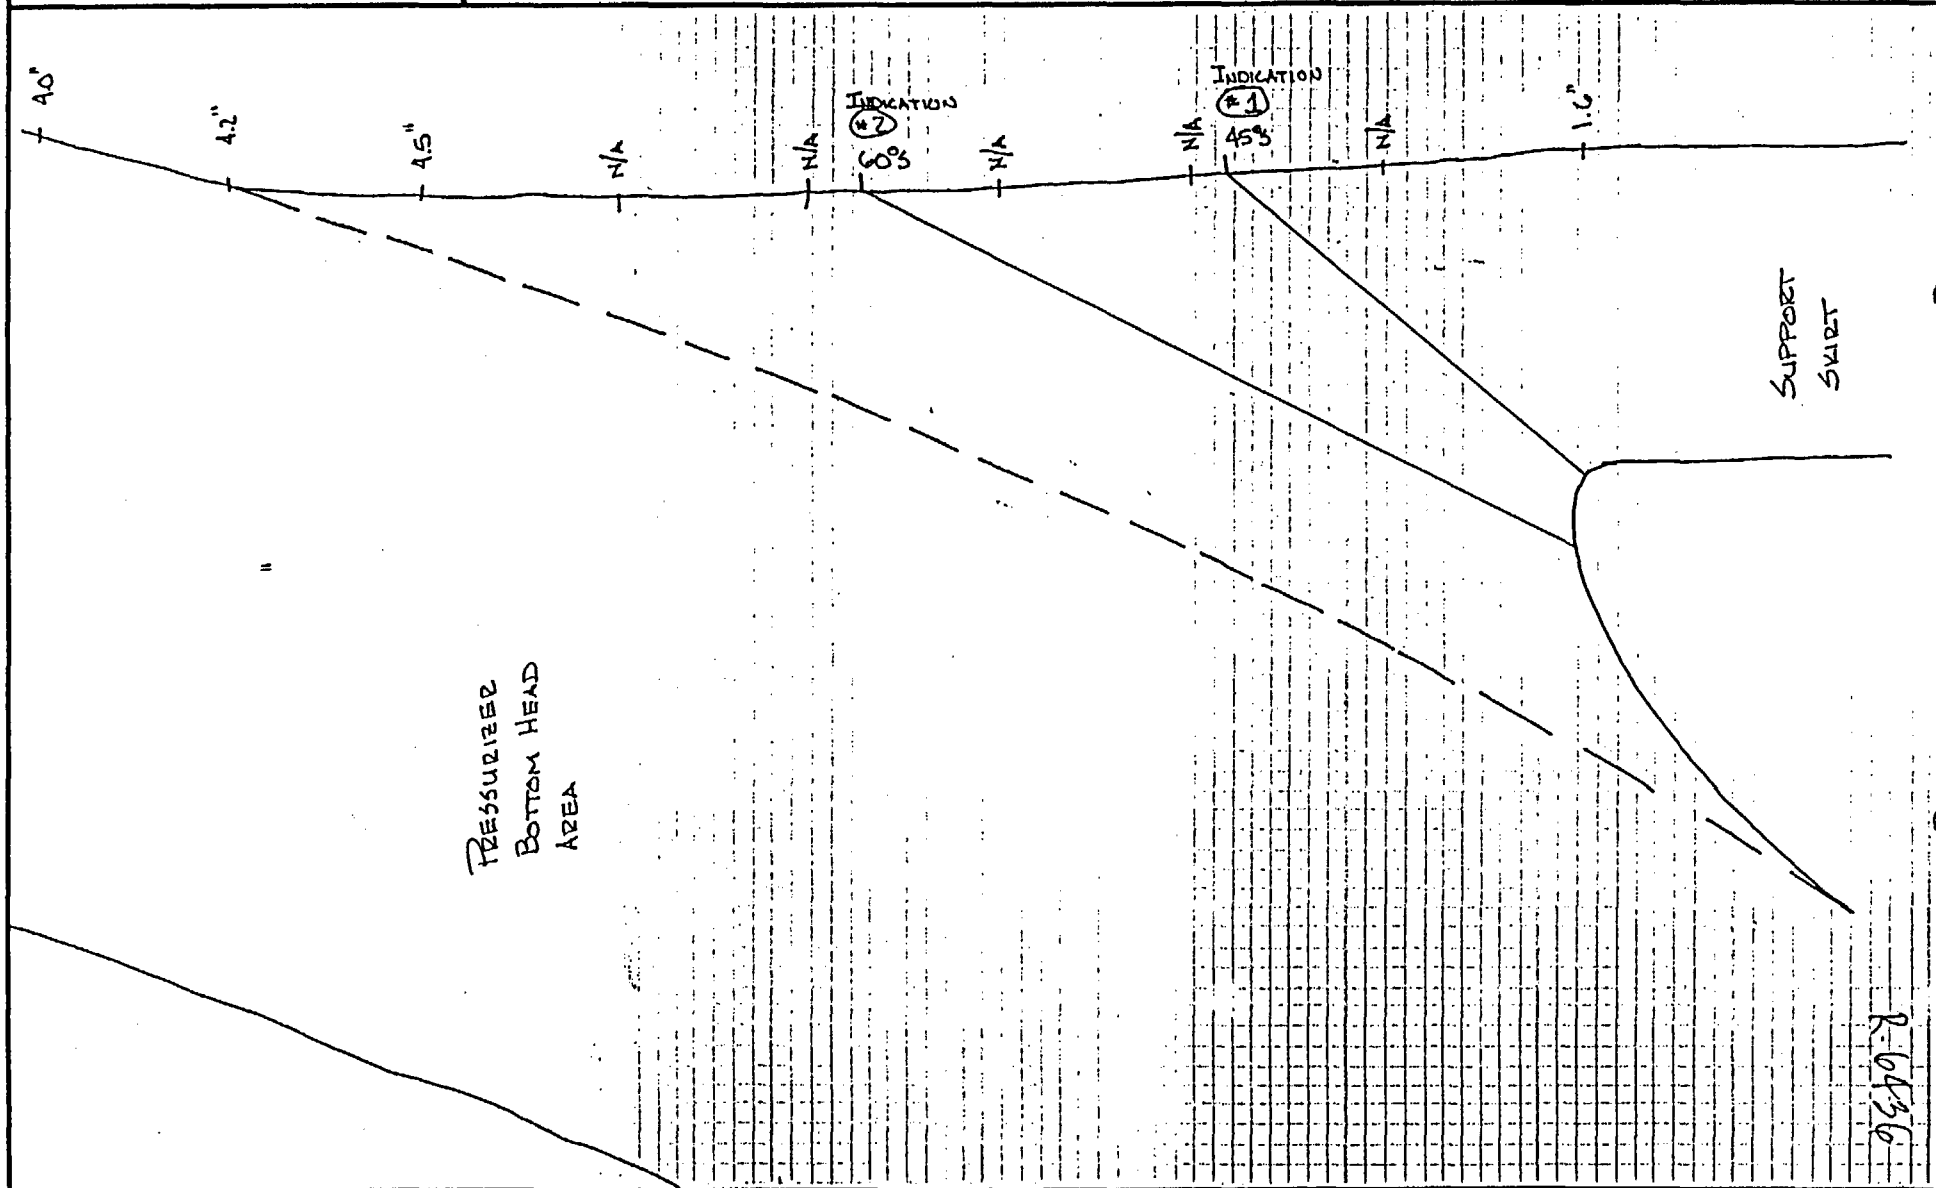 4.0"
4.2"
4.5"
N/A
N/A
INDICATION
#2
60°S
N/A
N/A
INDICATION
#1
45°S
N/A
1.6"
SUPPORT
SKIRT
"
PRESSURIZER
BOTTOM HEAD
AREA
R-6436